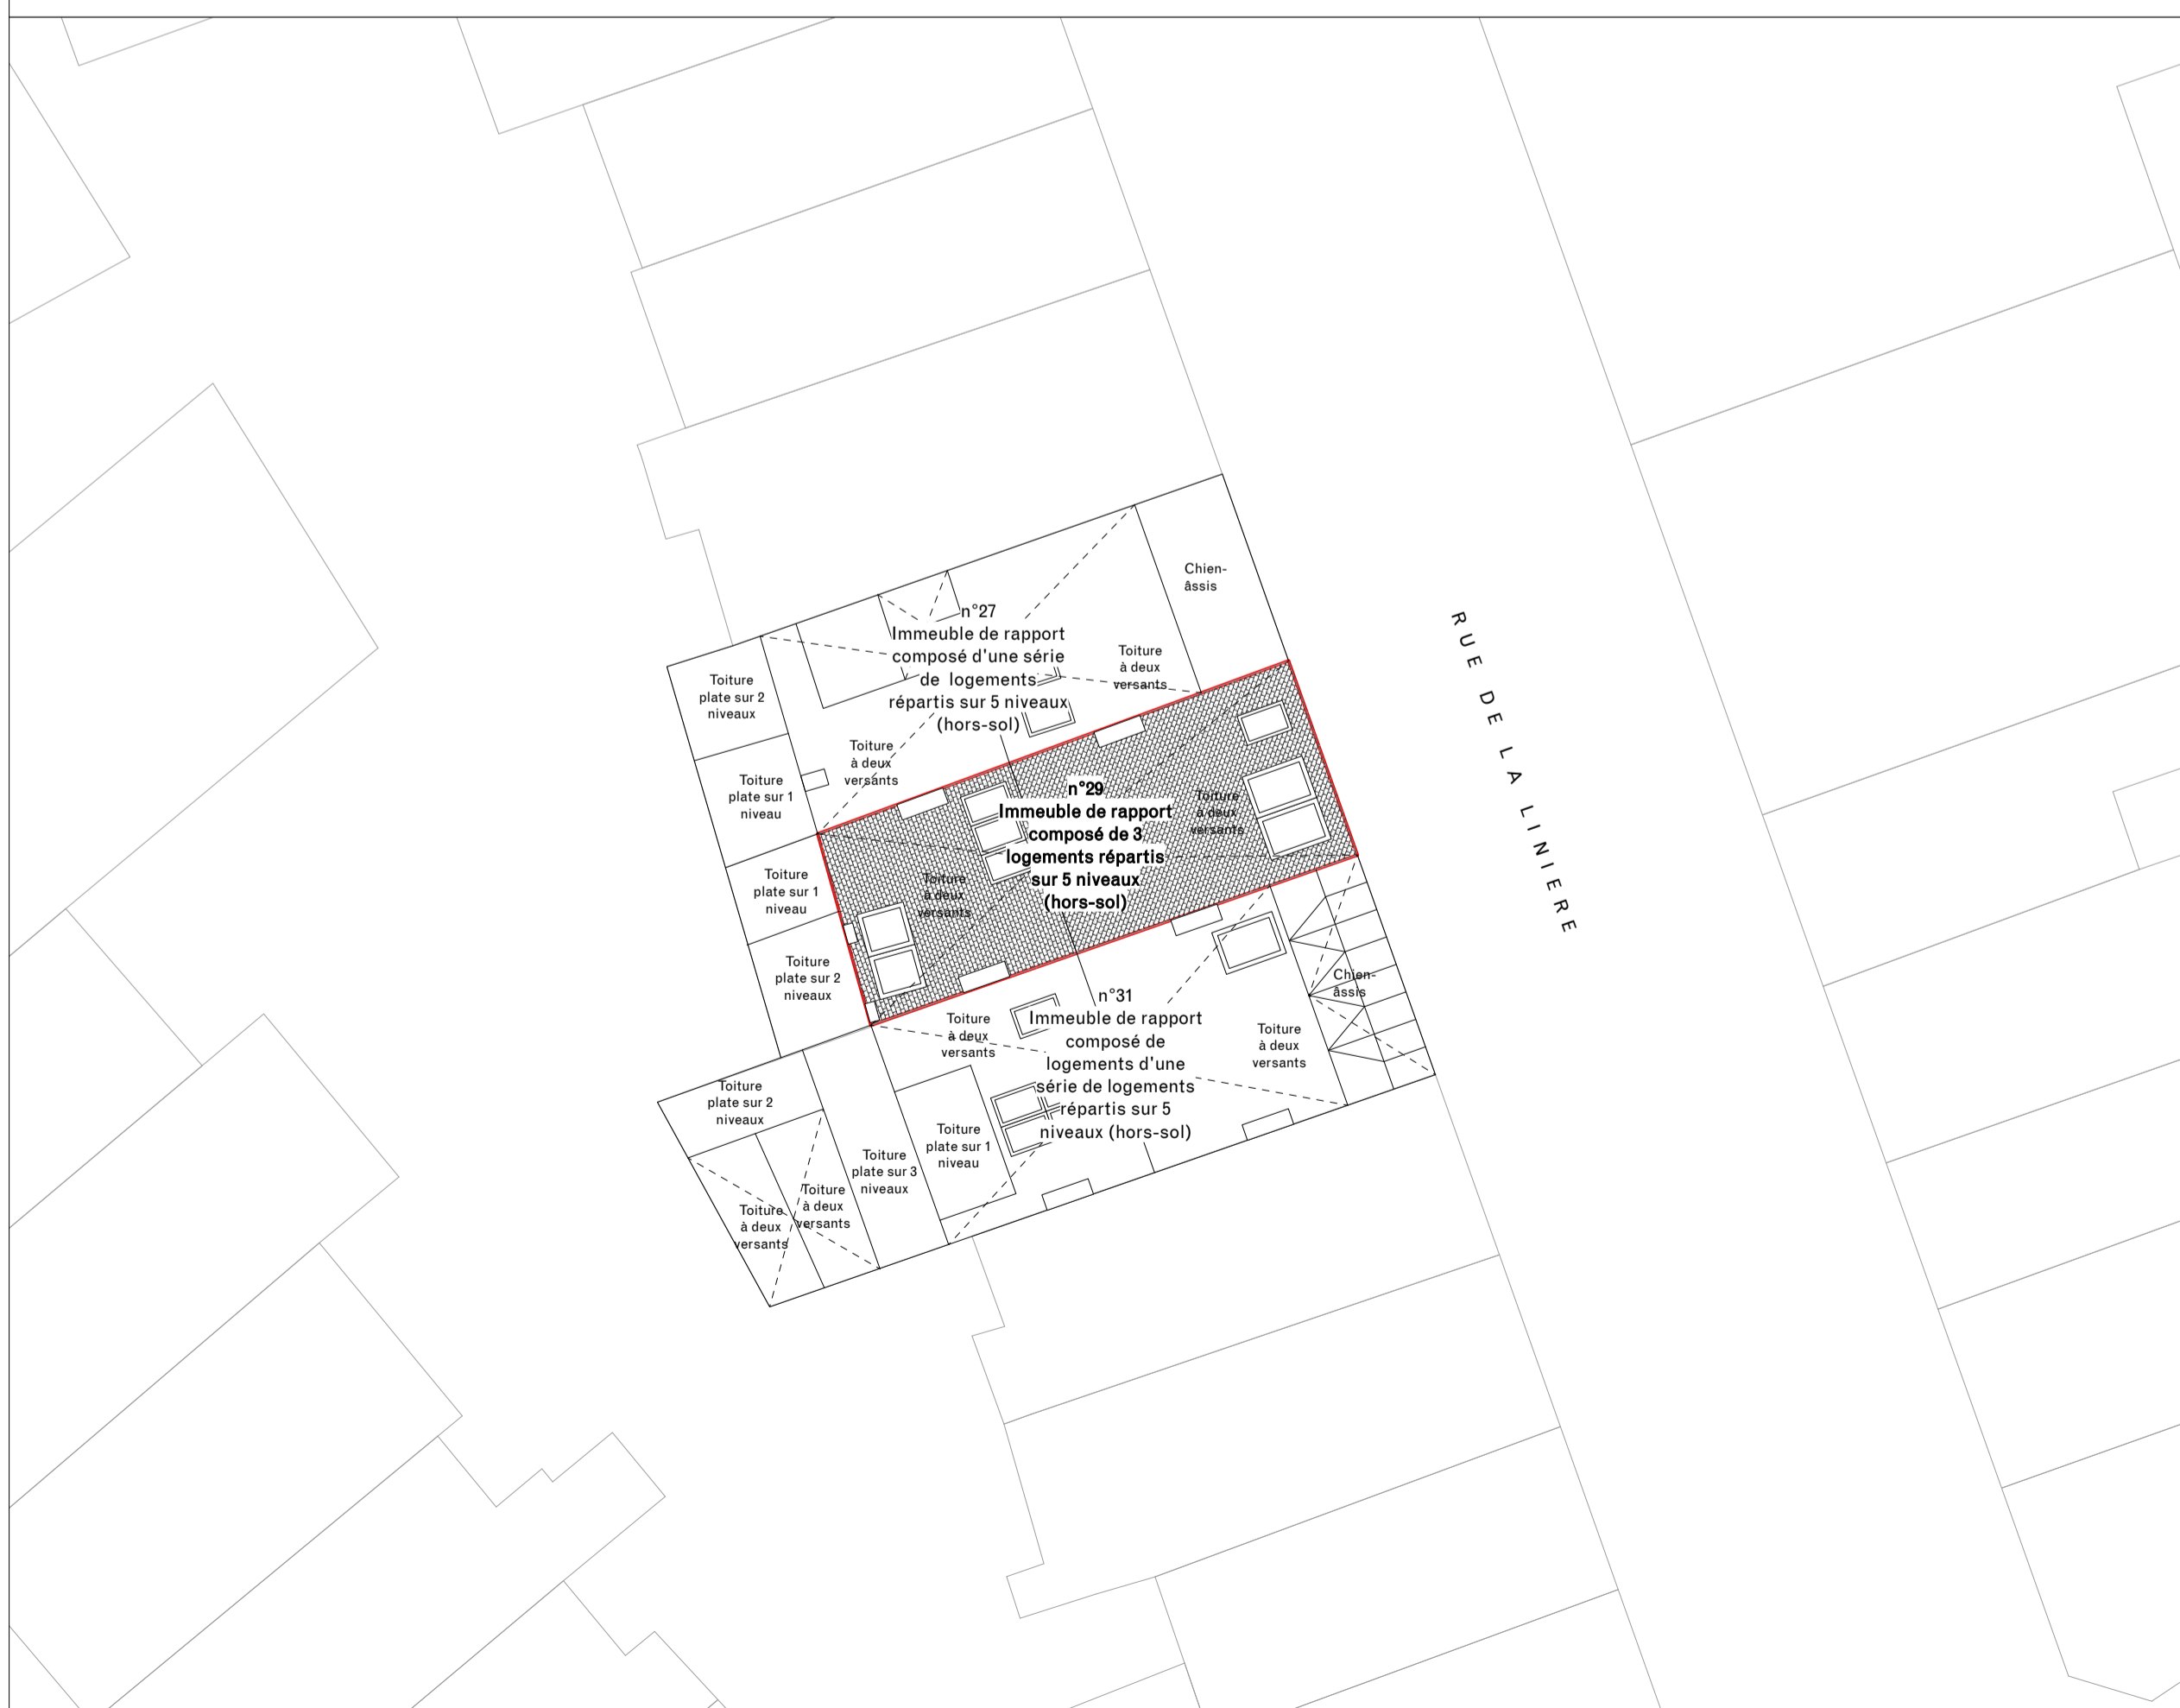 Chien-
âssis
n°27
Immeuble de rapport
composé d'une série
de logements
répartis sur 5 niveaux
(hors-sol)
Toiture
à deux
versants
Toiture
plate sur 2
niveaux
Toiture
à deux
versants
Toiture
plate sur 1
niveau
RUE DE LA LINIERE
n°29
Immeuble de rapport
composé de 3
logements répartis
sur 5 niveaux
(hors-sol)
Toiture
à deux
versants
Toiture
à deux
versants
Toiture
plate sur 1
niveau
Toiture
plate sur 2
niveaux
Chien-
âssis
n°31
Immeuble de rapport
composé de
logements d'une
série de logements
répartis sur 5
niveaux (hors-sol)
Toiture
à deux
versants
Toiture
à deux
versants
Toiture
plate sur 2
niveaux
Toiture
plate sur 1
niveau
Toiture
plate sur 3
niveaux
Toiture
à deux
versants
Toiture
à deux
versants